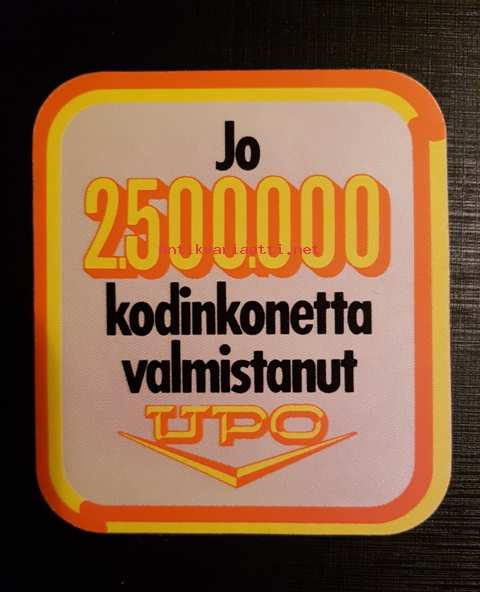 Jo
2.500.000
antikvariaatti.net
kodinkonetta
valmistanut
UPO